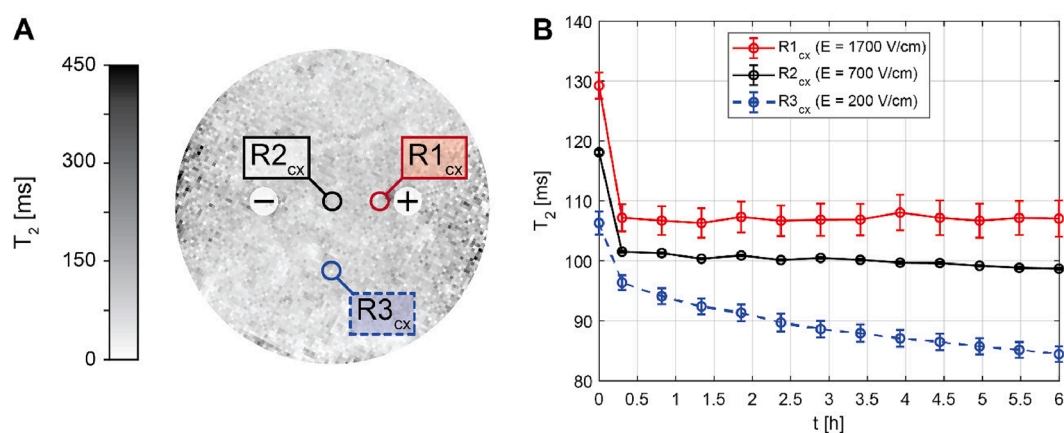 A
450
300
150
0
T2 [ms]
R2cx
R1cx
−
+
R3cx
B
140
130
120
110
100
90
80
T2 [ms]
R1cx (E = 1700 V/cm)
R2cx (E = 700 V/cm)
R3cx (E = 200 V/cm)
0 0.5 1 1.5 2 2.5 3 3.5 4 4.5 5 5.5 6
t [h]